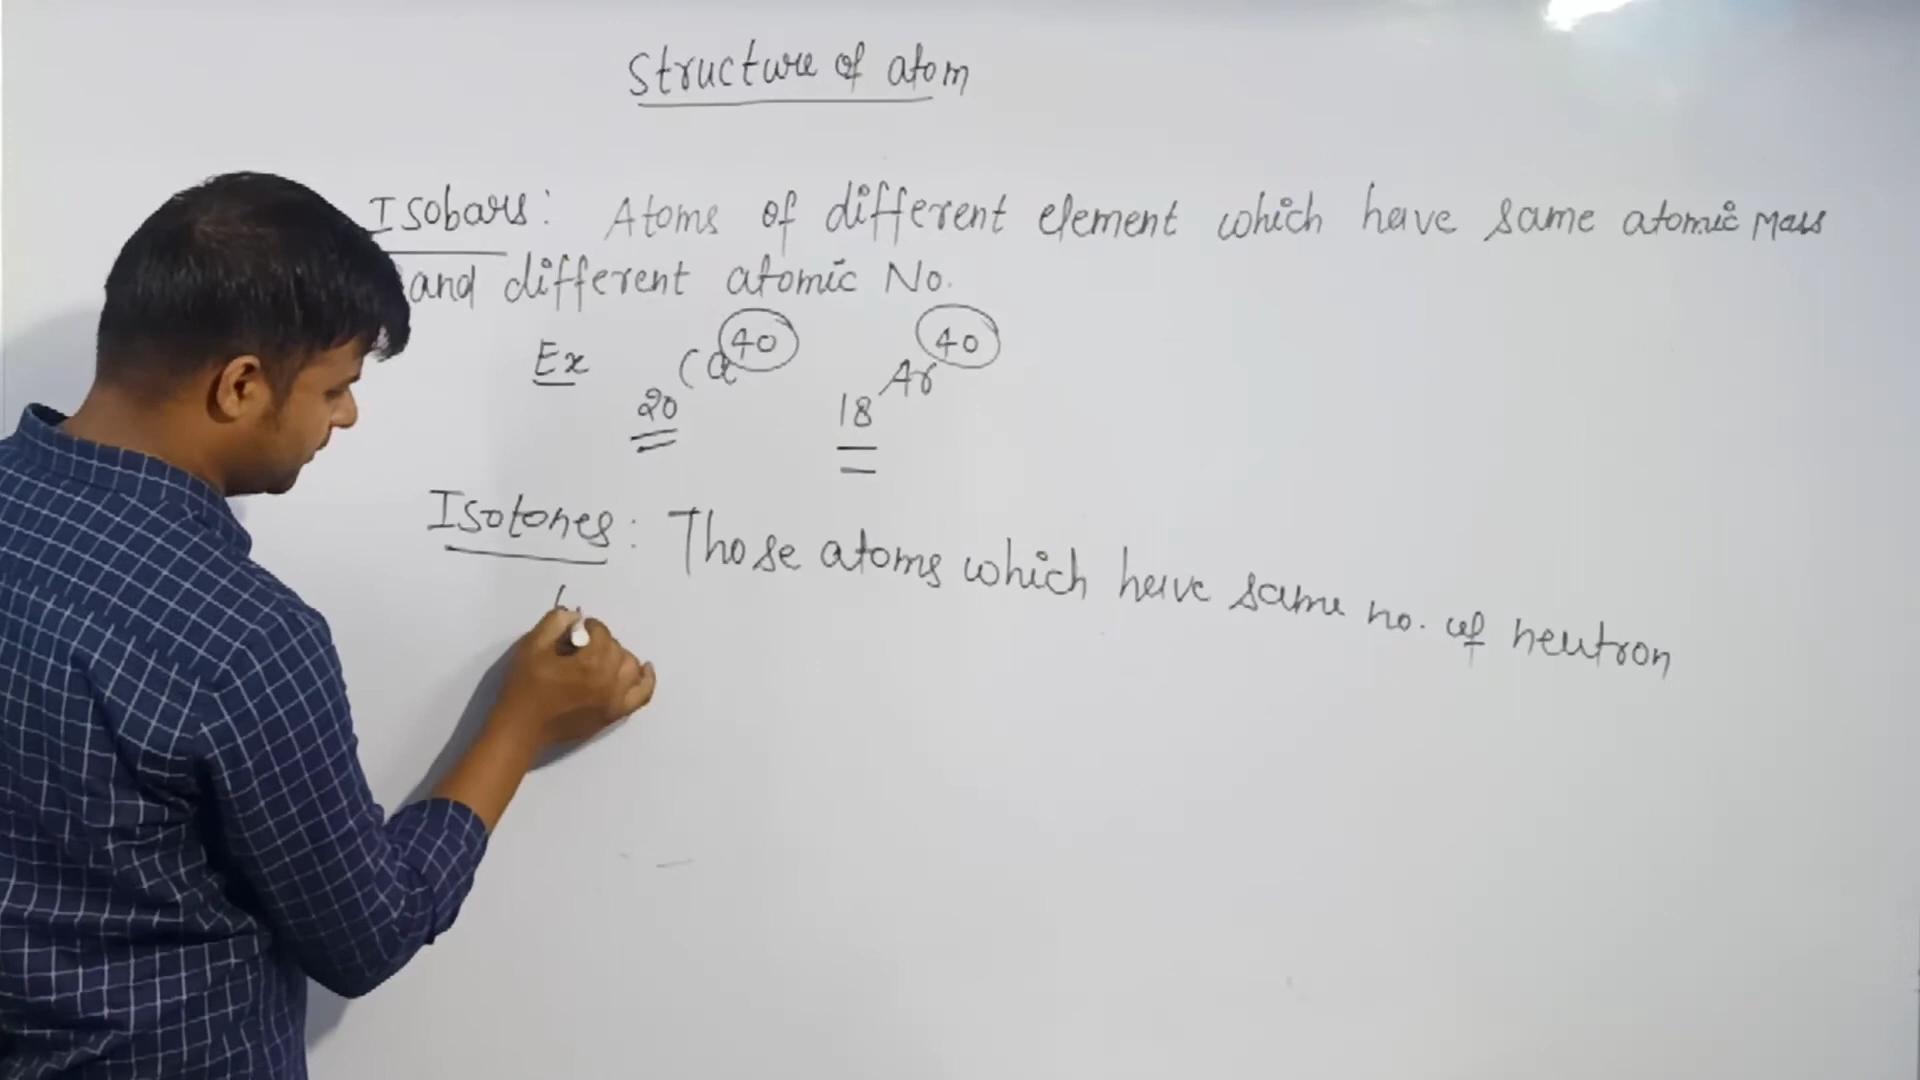 Structure of atom
Isobars: Atoms of different element which have same atomic Mass
and different atomic No.
Ex 20 Ca 40 18 Ar 40
Isotones: Those atoms which have same no. of neutron